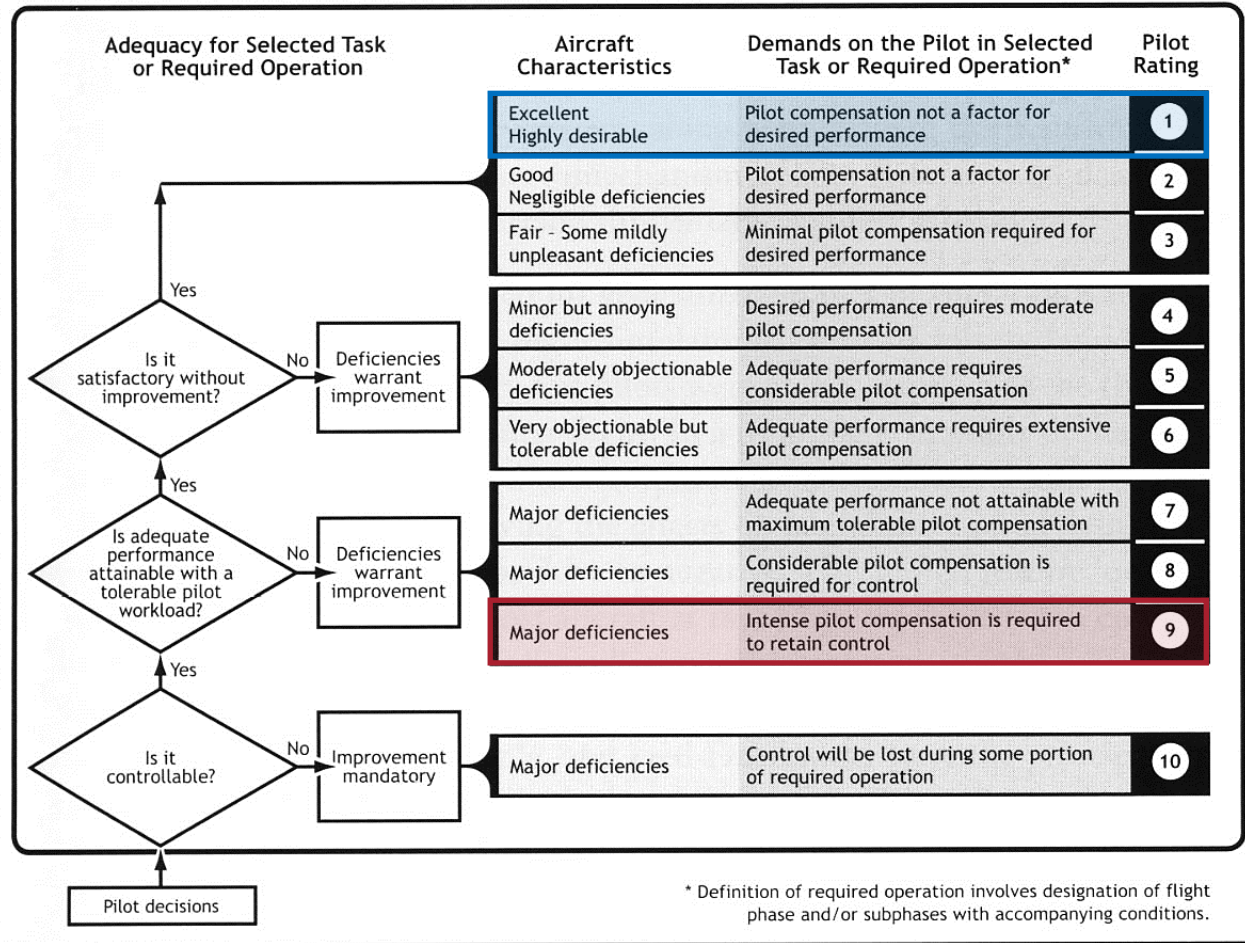 Adequacy for Selected Task
or Required Operation
Aircraft
Characteristics
Demands on the Pilot in Selected
Task or Required Operation*
Pilot
Rating
Excellent
Highly desirable
Pilot compensation not a factor for
desired performance
1
Good
Negligible deficiencies
Pilot compensation not a factor for
desired performance
2
Fair – Some mildly
unpleasant deficiencies
Minimal pilot compensation required for
desired performance
3
Yes
Is it
satisfactory without
improvement?
No
Deficiencies
warrant
improvement
Minor but annoying
deficiencies
Desired performance requires moderate
pilot compensation
4
Moderately objectionable
deficiencies
Adequate performance requires
considerable pilot compensation
5
Very objectionable but
tolerable deficiencies
Adequate performance requires extensive
pilot compensation
6
Yes
Is adequate
performance
attainable with a
tolerable pilot
workload?
No
Deficiencies
warrant
improvement
Major deficiencies
Adequate performance not attainable with
maximum tolerable pilot compensation
7
Major deficiencies
Considerable pilot compensation is
required for control
8
Major deficiencies
Intense pilot compensation is required
to retain control
9
Yes
Is it
controllable?
No
Improvement
mandatory
Major deficiencies
Control will be lost during some portion
of required operation
10
Pilot decisions
* Definition of required operation involves designation of flight
phase and/or subphases with accompanying conditions.